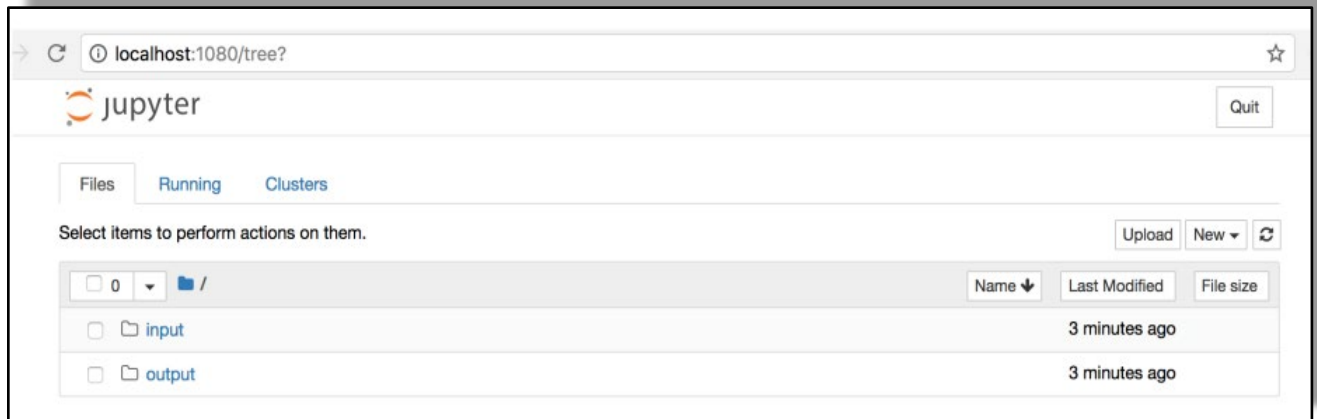 localhost:1080/tree?
jupyter
Quit
Files Running Clusters
Select items to perform actions on them.
Upload New
0 /
Name Last Modified File size
input 3 minutes ago
output 3 minutes ago